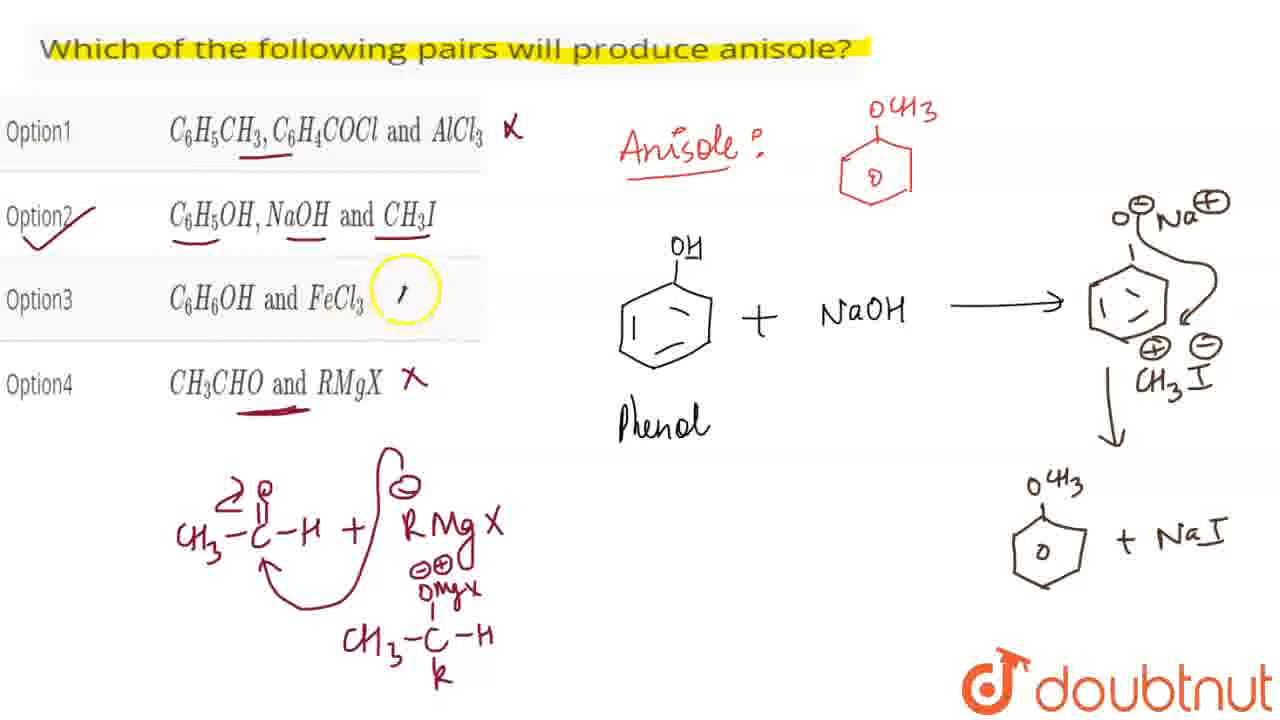 Which of the following pairs will produce anisole?
Option1 C₆H₅CH₃, C₆H₄COCl and AlCl₃ x
Option2 C₆H₅OH, NaOH and CH₃I
Option3 C₆H₆OH and FeCl₃
Option4 CH₃CHO and RMgX x
Anisole :
OCH₃
OH
+ NaOH
Phenol
O⊖ Na⊕
⊕ ⊖
CH₃I
OCH₃
+ NaI
O ⊖
CH₃-C-H + RMgX
⊖⊕
OMgX
CH₃-C-H
R
doubtnut